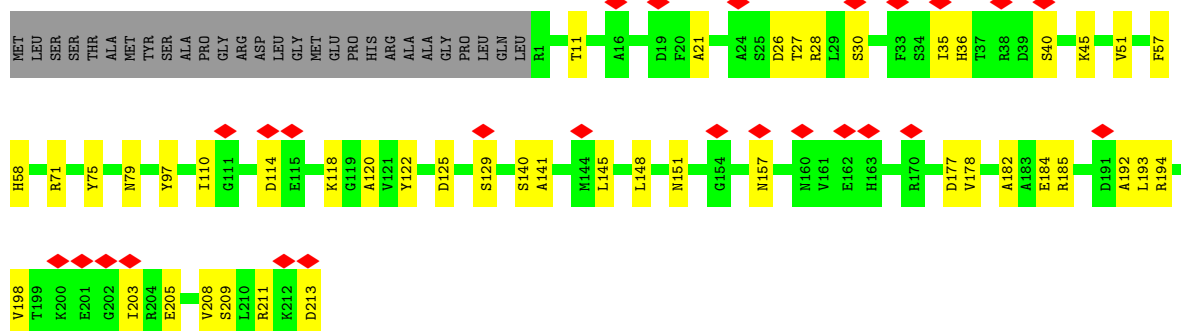 MET LEU SER SER THR ALA MET TYR SER ALA PRO GLY ARG ASP LEU GLY MET GLU PRO HIS ARG ALA ALA GLY PRO LEU GLN LEU R1 T11 A16 D19 F20 A21 A24 S25 D26 T27 R28 L29 S30 F33 S34 I35 H36 T37 R38 D39 S40 K45 V51 F57
H58 R71 Y75 N79 Y97 I110 G111 D114 E115 K118 G119 A120 V121 Y122 D125 S129 S140 A141 M144 L145 L148 N151 G154 N157 N160 V161 E162 H163 R170 D177 V178 A182 A183 E184 R185 D191 A192 L193 R194
V198 T199 K200 E201 G202 I203 R204 E205 V208 S209 L210 R211 K212 D213